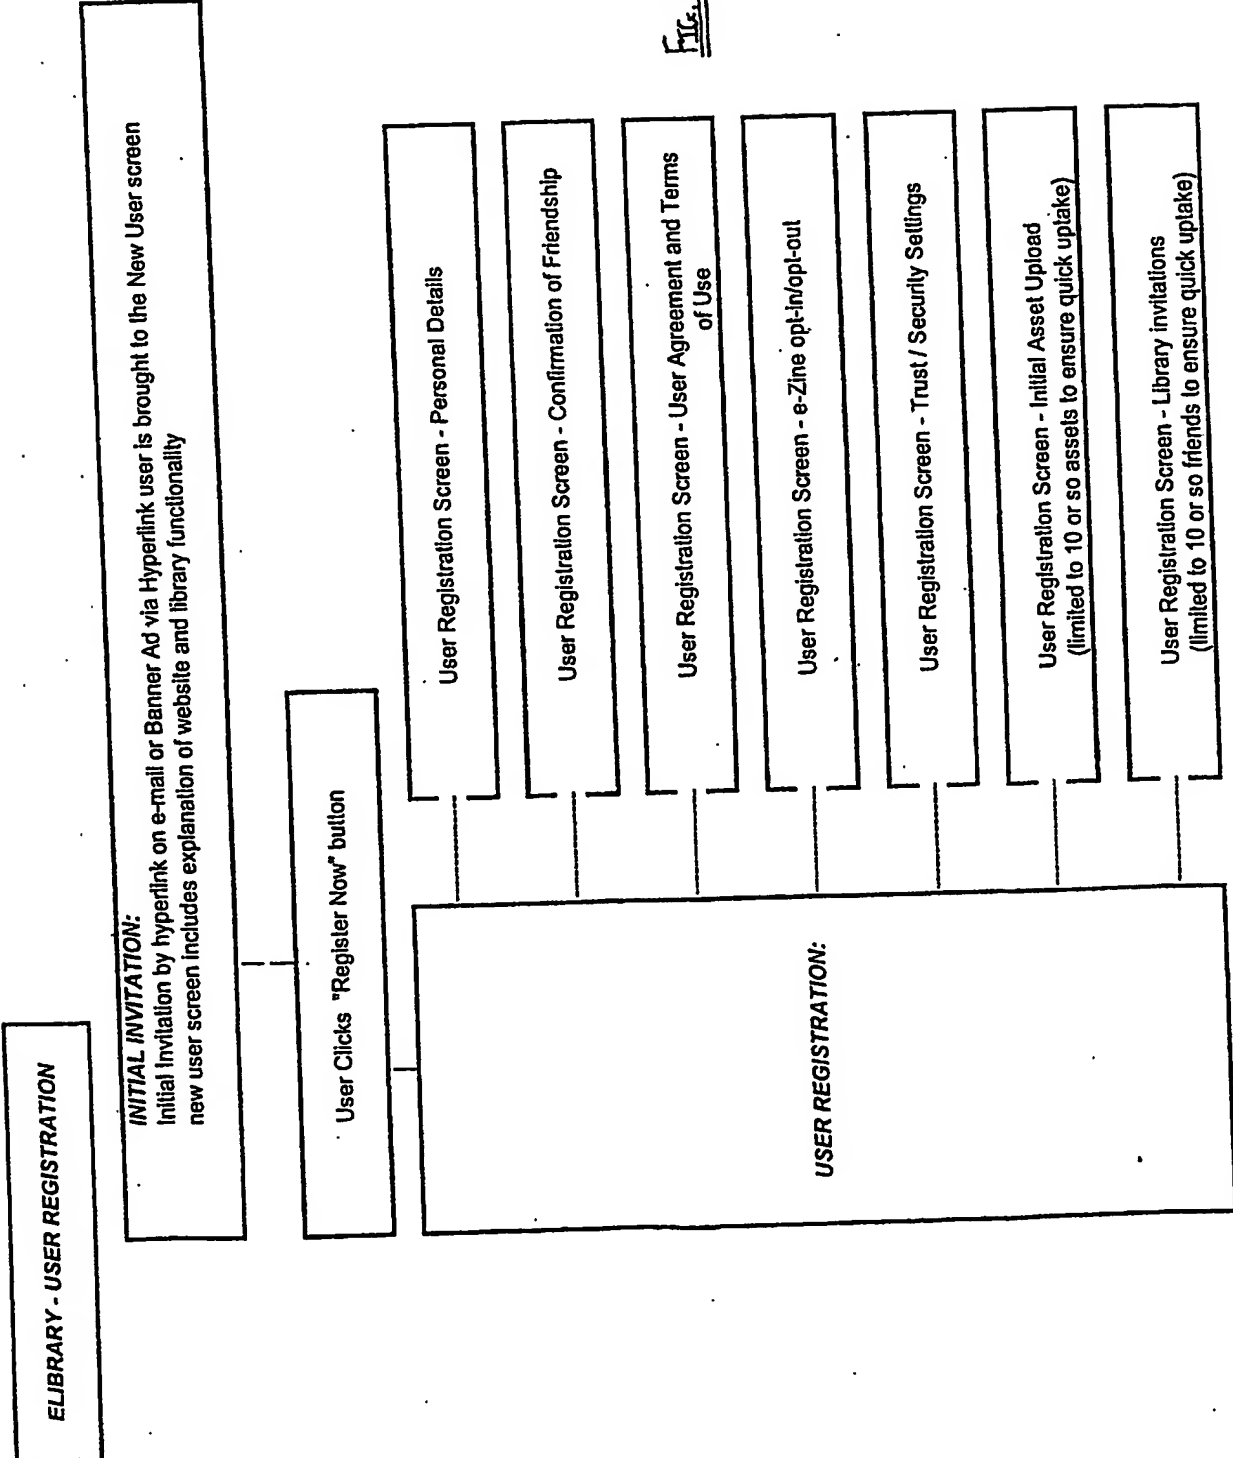 ELIBRARY - USER REGISTRATION
INITIAL INVITATION:
Initial Invitation by hyperlink on e-mail or Banner Ad via Hyperlink user is brought to the New User screen
new user screen includes explanation of website and library functionality
User Clicks "Register Now" button
USER REGISTRATION:
User Registration Screen - Personal Details
User Registration Screen - Confirmation of Friendship
User Registration Screen - User Agreement and Terms
of Use
User Registration Screen - e-Zine opt-in/opt-out
User Registration Screen - Trust / Security Settings
User Registration Screen - Initial Asset Upload
(limited to 10 or so assets to ensure quick uptake)
User Registration Screen - Library invitations
(limited to 10 or so friends to ensure quick uptake)
FIG.